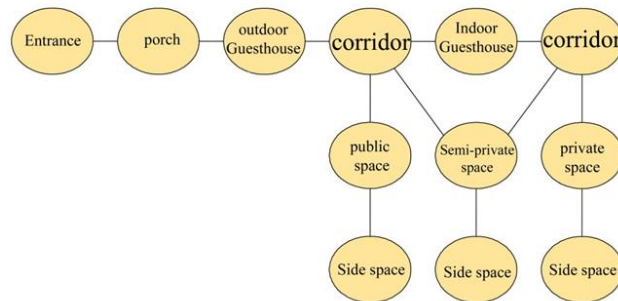 Entrance
porch
outdoor
Guesthouse
corridor
Indoor
Guesthouse
corridor
public
space
Semi-private
space
private
space
Side space
Side space
Side space